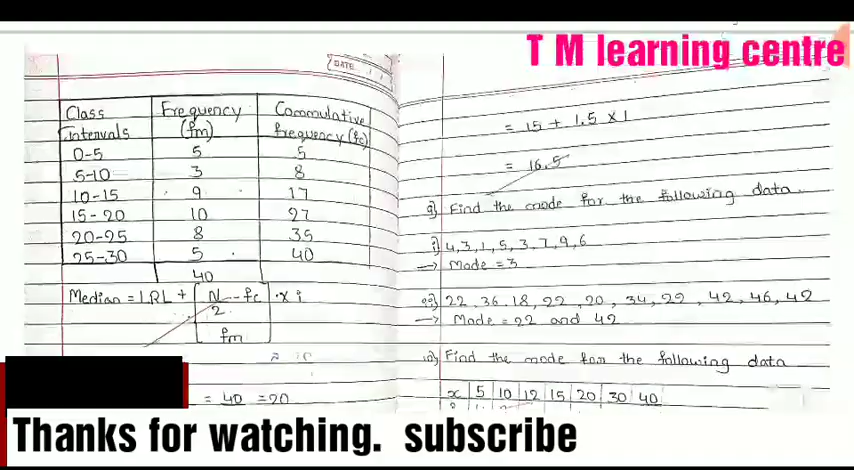 T M learning centre
DATE
Class Intervals | Frequency (fm) | Commulative frequency (fc)
0-5 | 5 | 5
5-10 | 3 | 8
10-15 | 9 | 17
15-20 | 10 | 27
20-25 | 8 | 35
25-30 | 5 | 40
40
Median = LRL + [N/2 - fc / fm] x i
= 40 = 20
= 15 + 1.5 x 1
= 16.5
Find the mode for the following data.
i) 4,3,1,5,3,7,9,6
→ Mode = 3
ii) 22, 36, 18, 22, 20, 34, 22, 42, 46, 42
→ Mode = 22 and 42
Find the mode for the following data
x | 5 | 10 | 12 | 15 | 20 | 30 | 40
Thanks for watching. subscribe